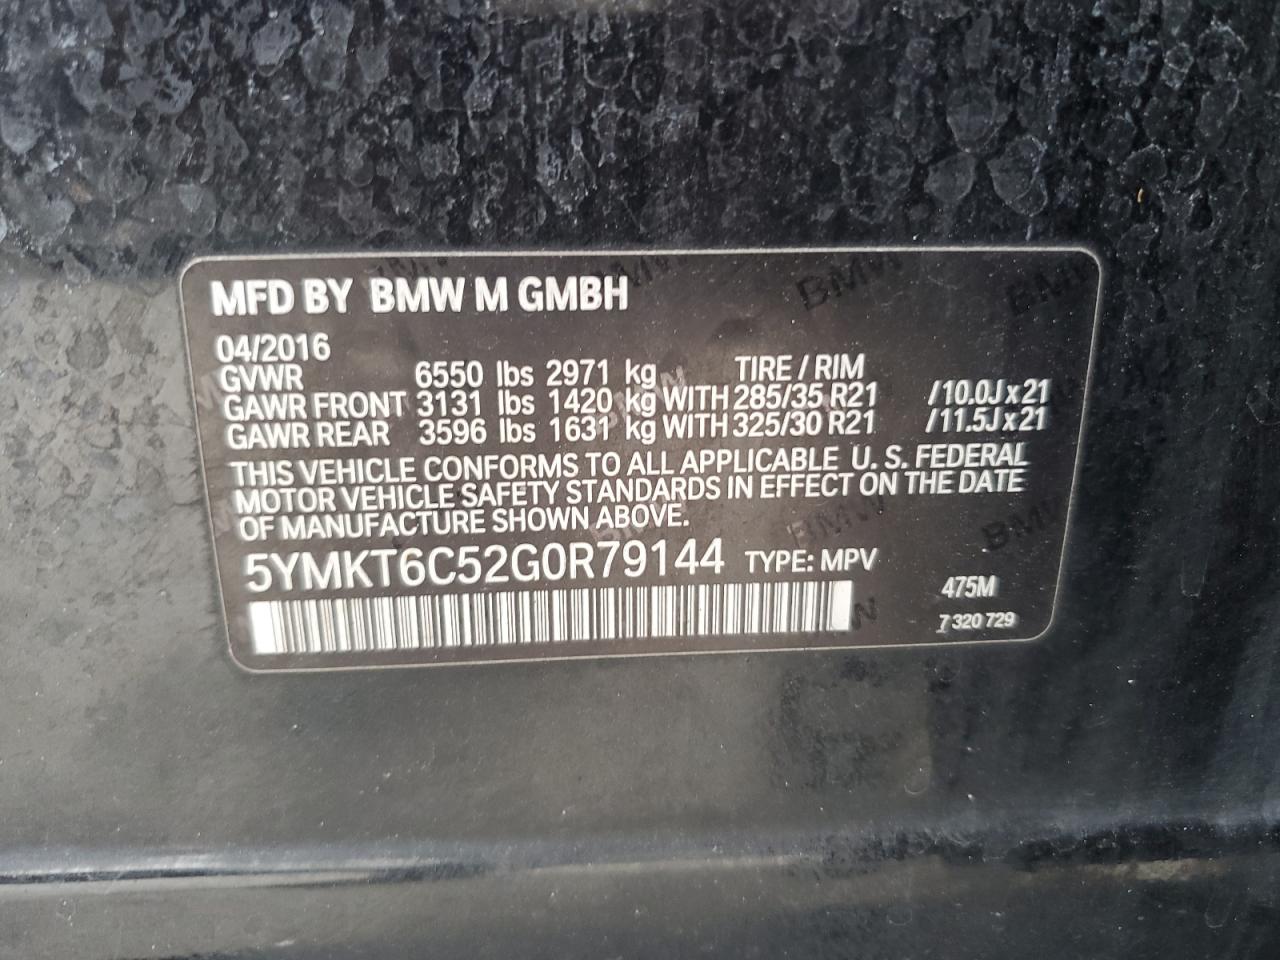 MFD BY BMW M GMBH
04/2016
GVWR 6550 lbs 2971 kg TIRE / RIM
GAWR FRONT 3131 lbs 1420 kg WITH 285/35 R21 /10.0J x 21
GAWR REAR 3596 lbs 1631 kg WITH 325/30 R21 /11.5J x 21
THIS VEHICLE CONFORMS TO ALL APPLICABLE U. S. FEDERAL
MOTOR VEHICLE SAFETY STANDARDS IN EFFECT ON THE DATE
OF MANUFACTURE SHOWN ABOVE.
5YMKT6C52G0R79144 TYPE: MPV
475M
7 320 729